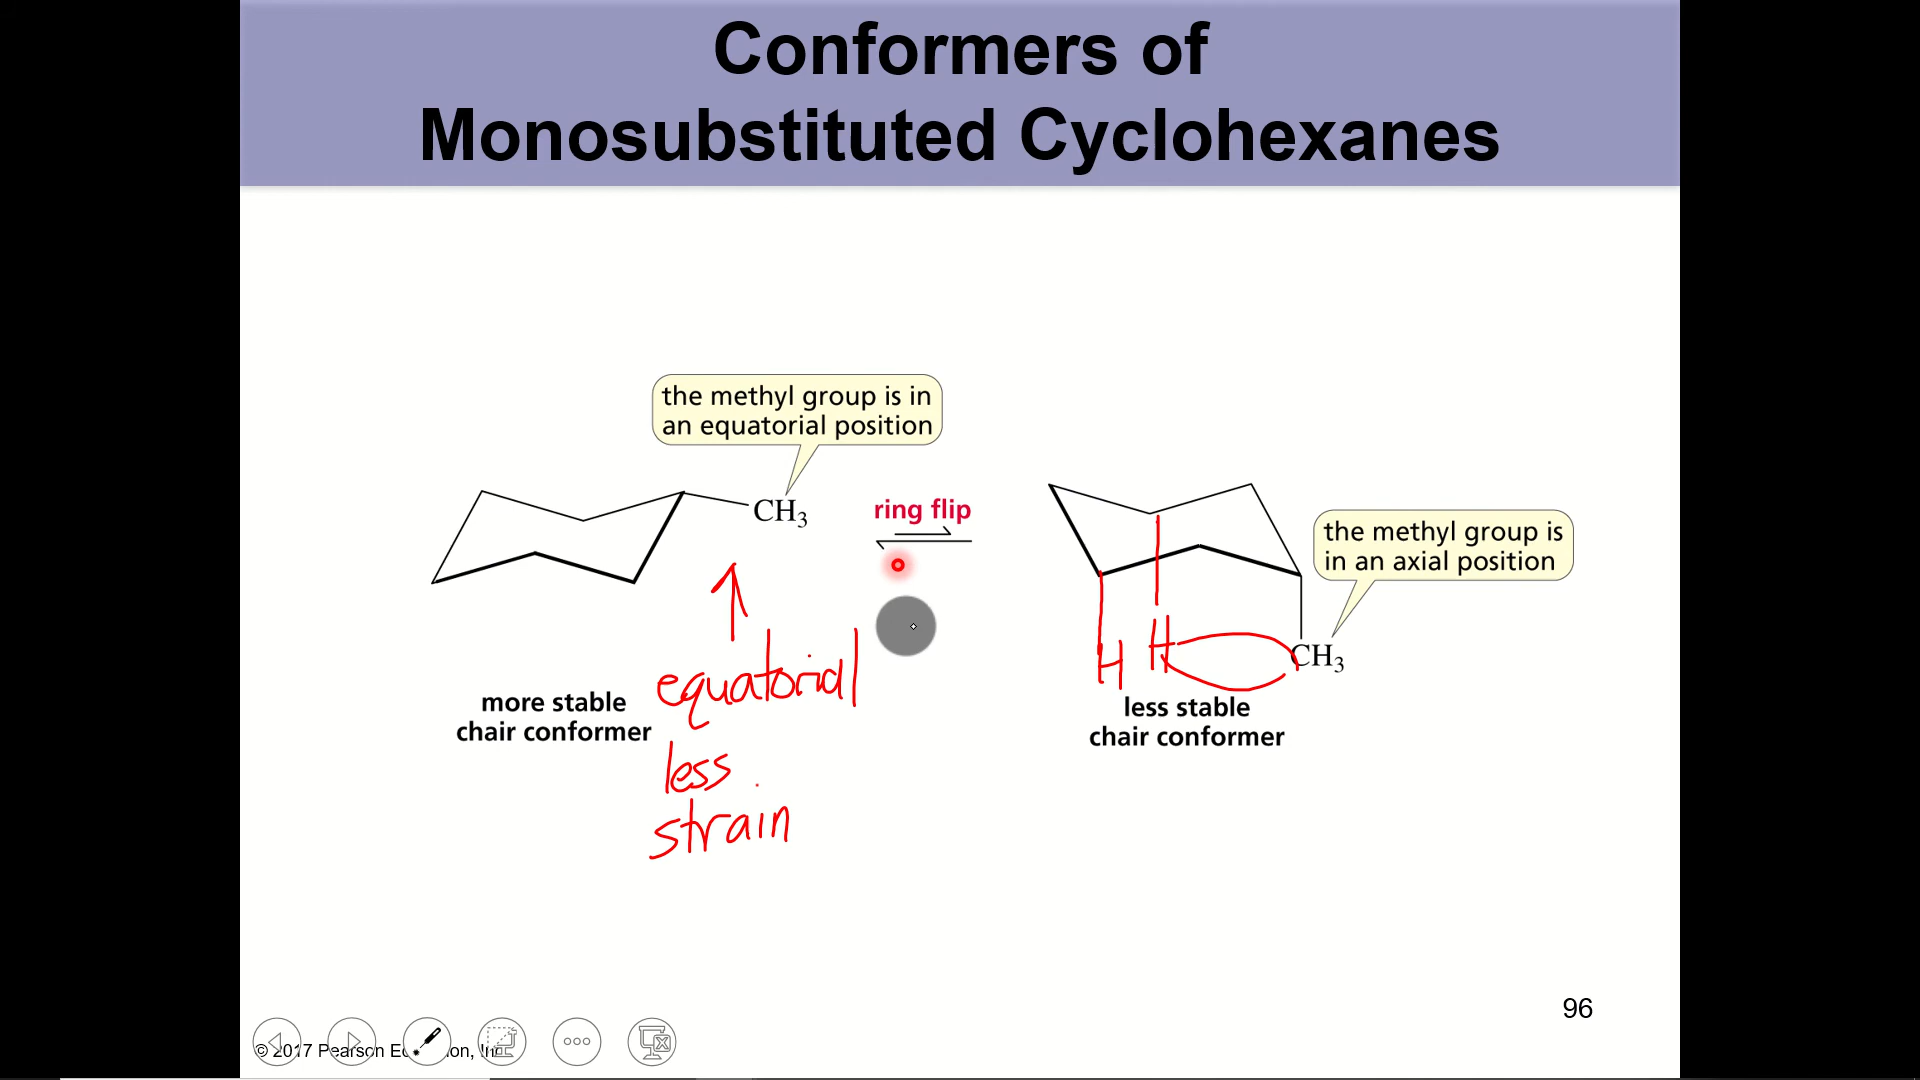 Conformers of
Monosubstituted Cyclohexanes
the methyl group is in
an equatorial position
CH₃
ring flip
the methyl group is
in an axial position
H H
CH₃
equatorial
more stable
chair conformer
less stable
chair conformer
less
strain
96
© 2017 Pearson